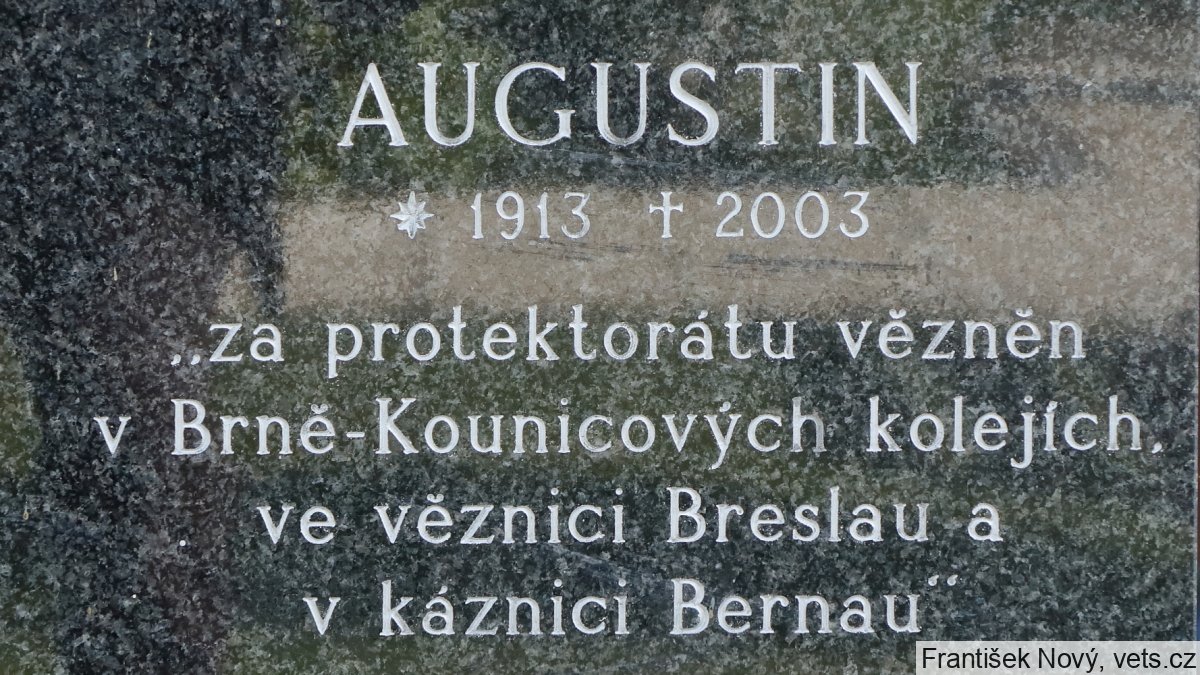 AUGUSTIN
* 1913 † 2003
„za protektorátu vězněn
v Brně-Kounicových kolejích,
ve věznici Breslau a
v káznici Bernau“
František Nový, vets.cz